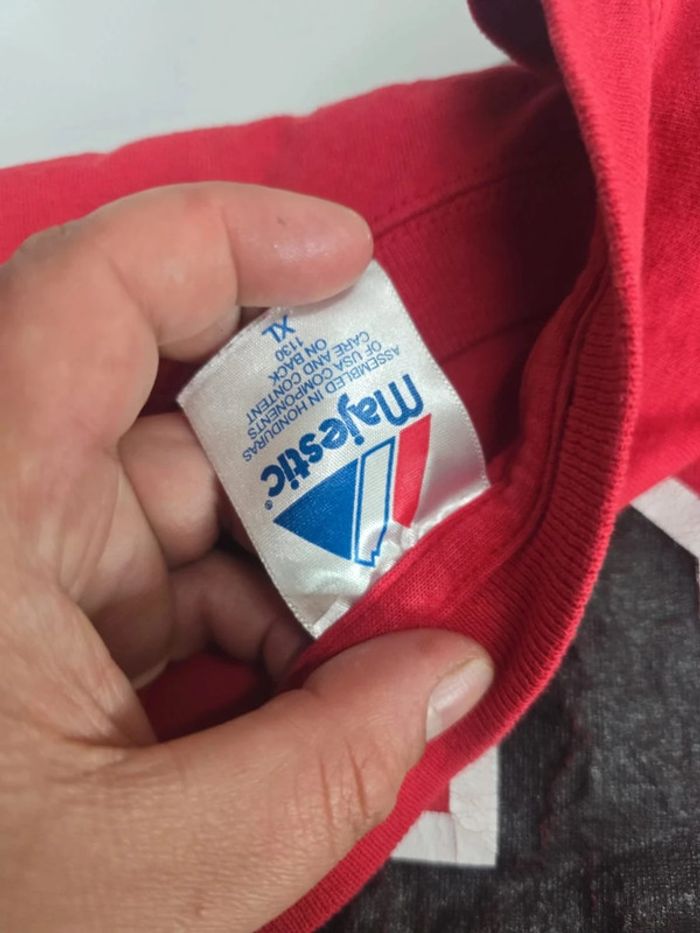 Majestic®
ASSEMBLED IN HONDURAS
OF USA COMPONENTS
CARE AND CONTENT
ON BACK
1130
XL